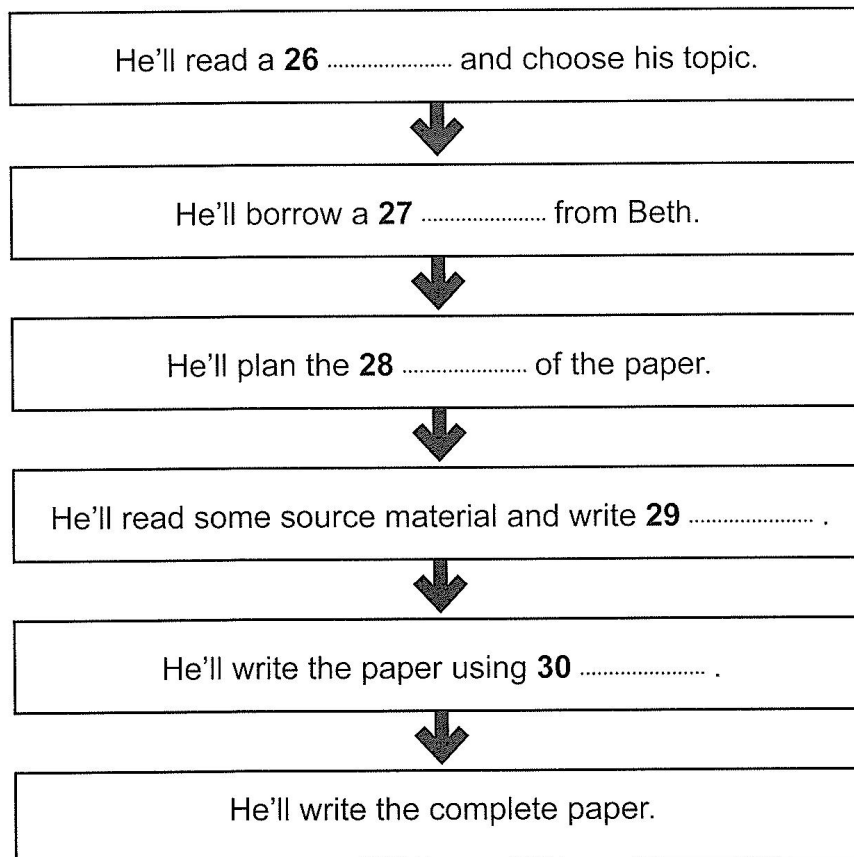 He'll read a 26 ..................... and choose his topic.
He'll borrow a 27 ..................... from Beth.
He'll plan the 28 ..................... of the paper.
He'll read some source material and write 29 ..................... .
He'll write the paper using 30 ..................... .
He'll write the complete paper.